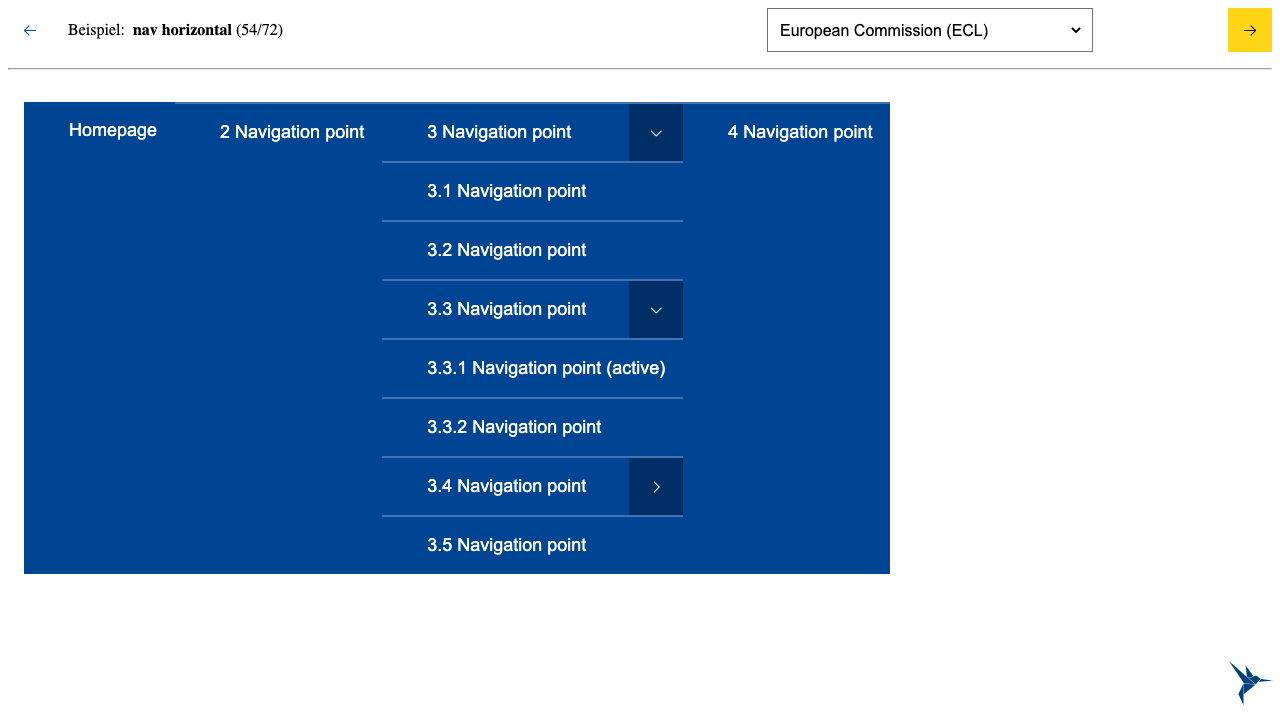 Beispiel: nav horizontal (54/72)
European Commission (ECL)
Homepage
2 Navigation point
3 Navigation point
4 Navigation point
3.1 Navigation point
3.2 Navigation point
3.3 Navigation point
3.3.1 Navigation point (active)
3.3.2 Navigation point
3.4 Navigation point
3.5 Navigation point